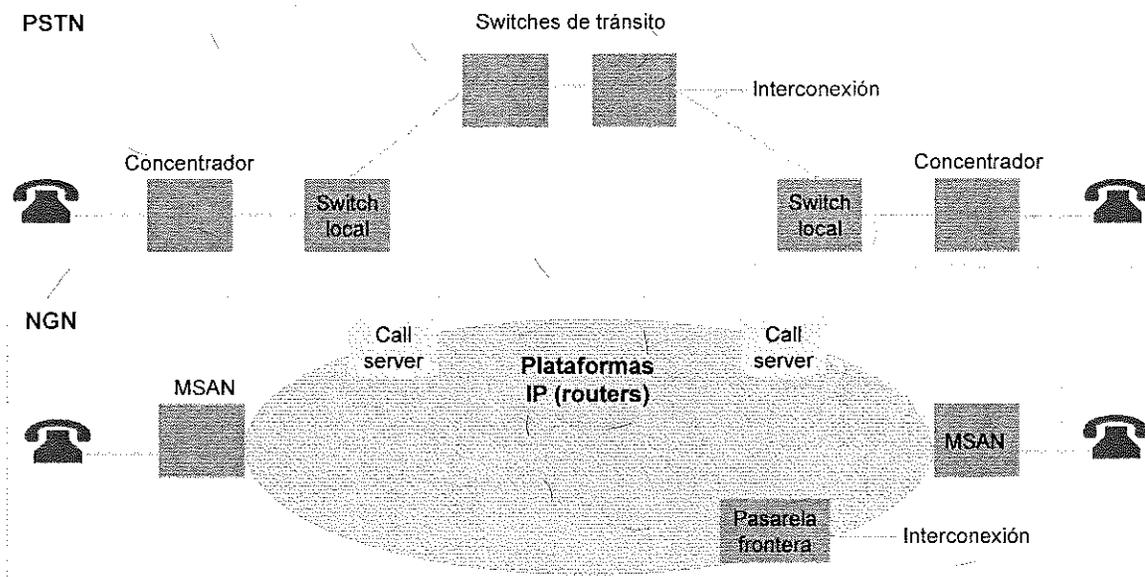 PSTN
Switches de tránsito
Interconexión
Concentrador
Concentrador
Switch
local
Switch
local
NGN
Call
server
Call
server
Plataformas
IP (routers)
MSAN
MSAN
Pasarela
frontera
Interconexión